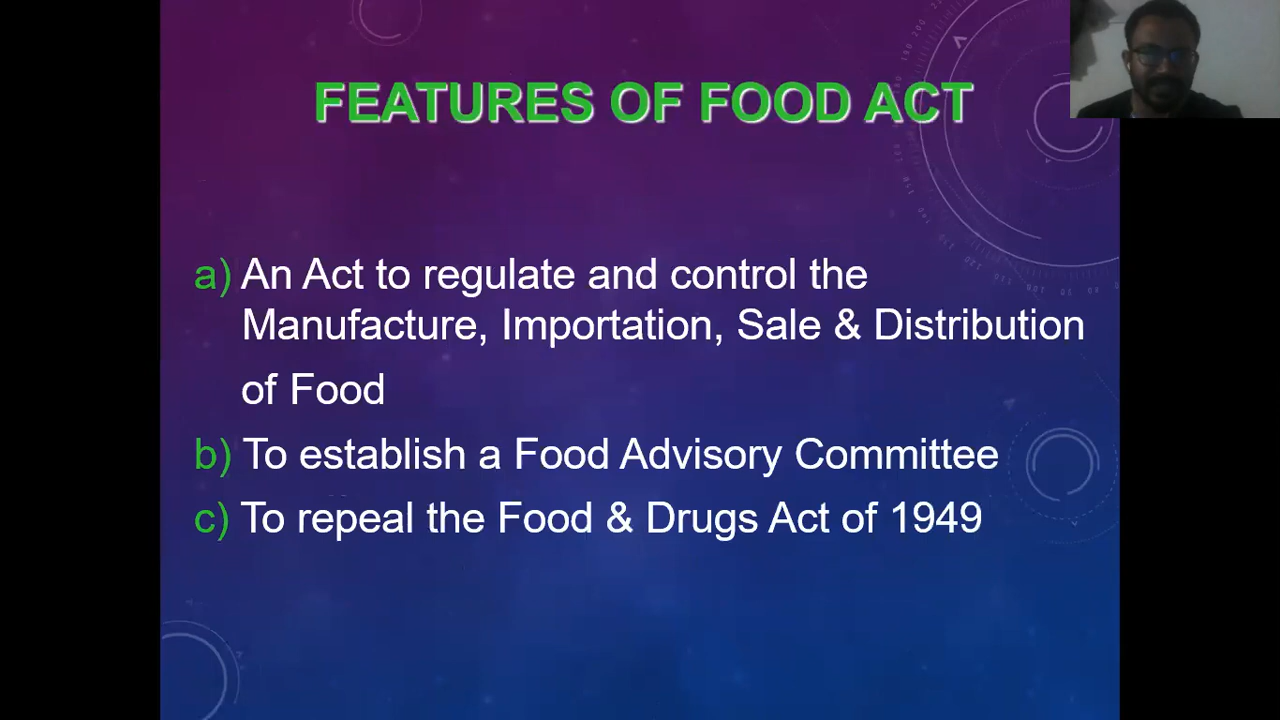 FEATURES OF FOOD ACT
a) An Act to regulate and control the
Manufacture, Importation, Sale & Distribution
of Food
b) To establish a Food Advisory Committee
c) To repeal the Food & Drugs Act of 1949